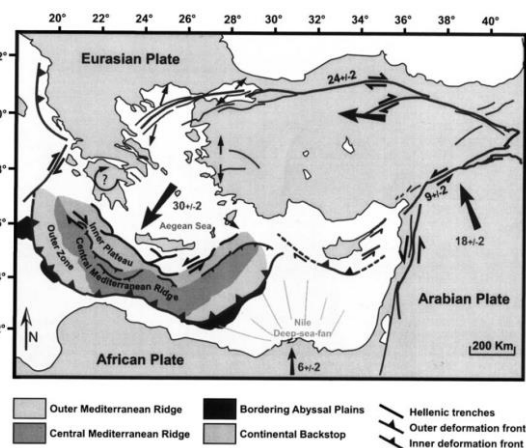 20° 22° 24° 26° 28° 30° 32° 34° 36° 38° 40°
Eurasian Plate
24+-2
?
9+-2
30+-2
Aegean Sea
18+-2
Inner Plateau
Outer Zone
Central Mediterranean Ridge
Arabian Plate
Nile
Deep-sea-fan
N
200 Km
African Plate
6+-2
Outer Mediterranean Ridge
Bordering Abyssal Plains
Hellenic trenches
Outer deformation front
Central Mediterranean Ridge
Continental Backstop
Inner deformation front